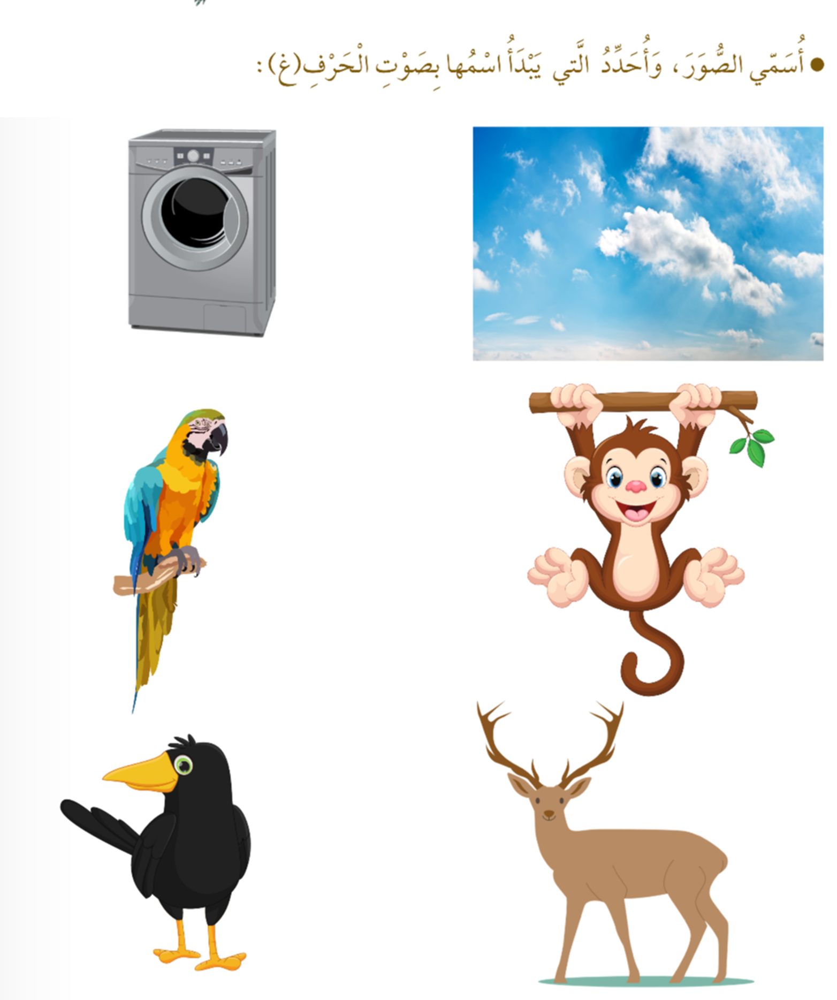 ● أُسَمّي الصُّوَرَ، وَأُحَدِّدُ الَّتي يَبْدَأُ اسْمُها بِصَوْتِ الْحَرْفِ(غ):